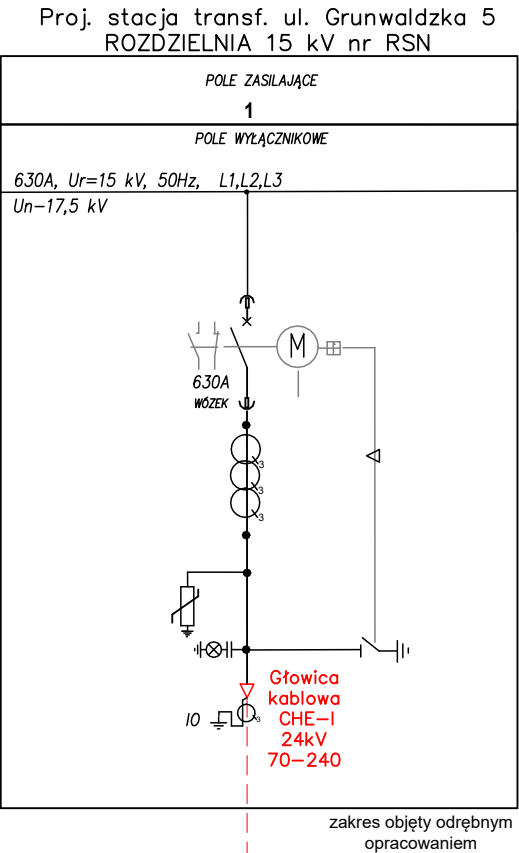 Proj. stacja transf. ul. Grunwaldzka 5
ROZDZIELNIA 15 kV nr RSN
POLE ZASILAJĄCE
1
POLE WYŁĄCZNIKOWE
630A, Ur=15 kV, 50Hz, L1,L2,L3
Un-17,5 kV
M
630A
WÓZEK
3
3
3
Głowica
kablowa
CHE-I
24kV
70-240
IO
3
zakres objęty odrębnym
opracowaniem